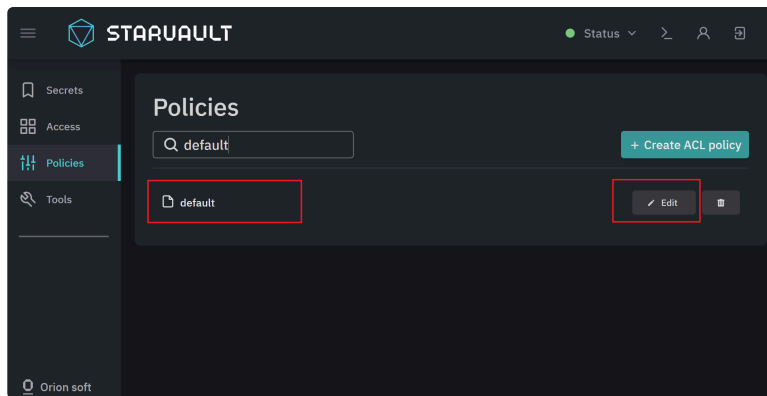 STARVAULT
Status
Secrets
Access
Policies
Tools
Orion soft
Policies
default
+ Create ACL policy
default
Edit